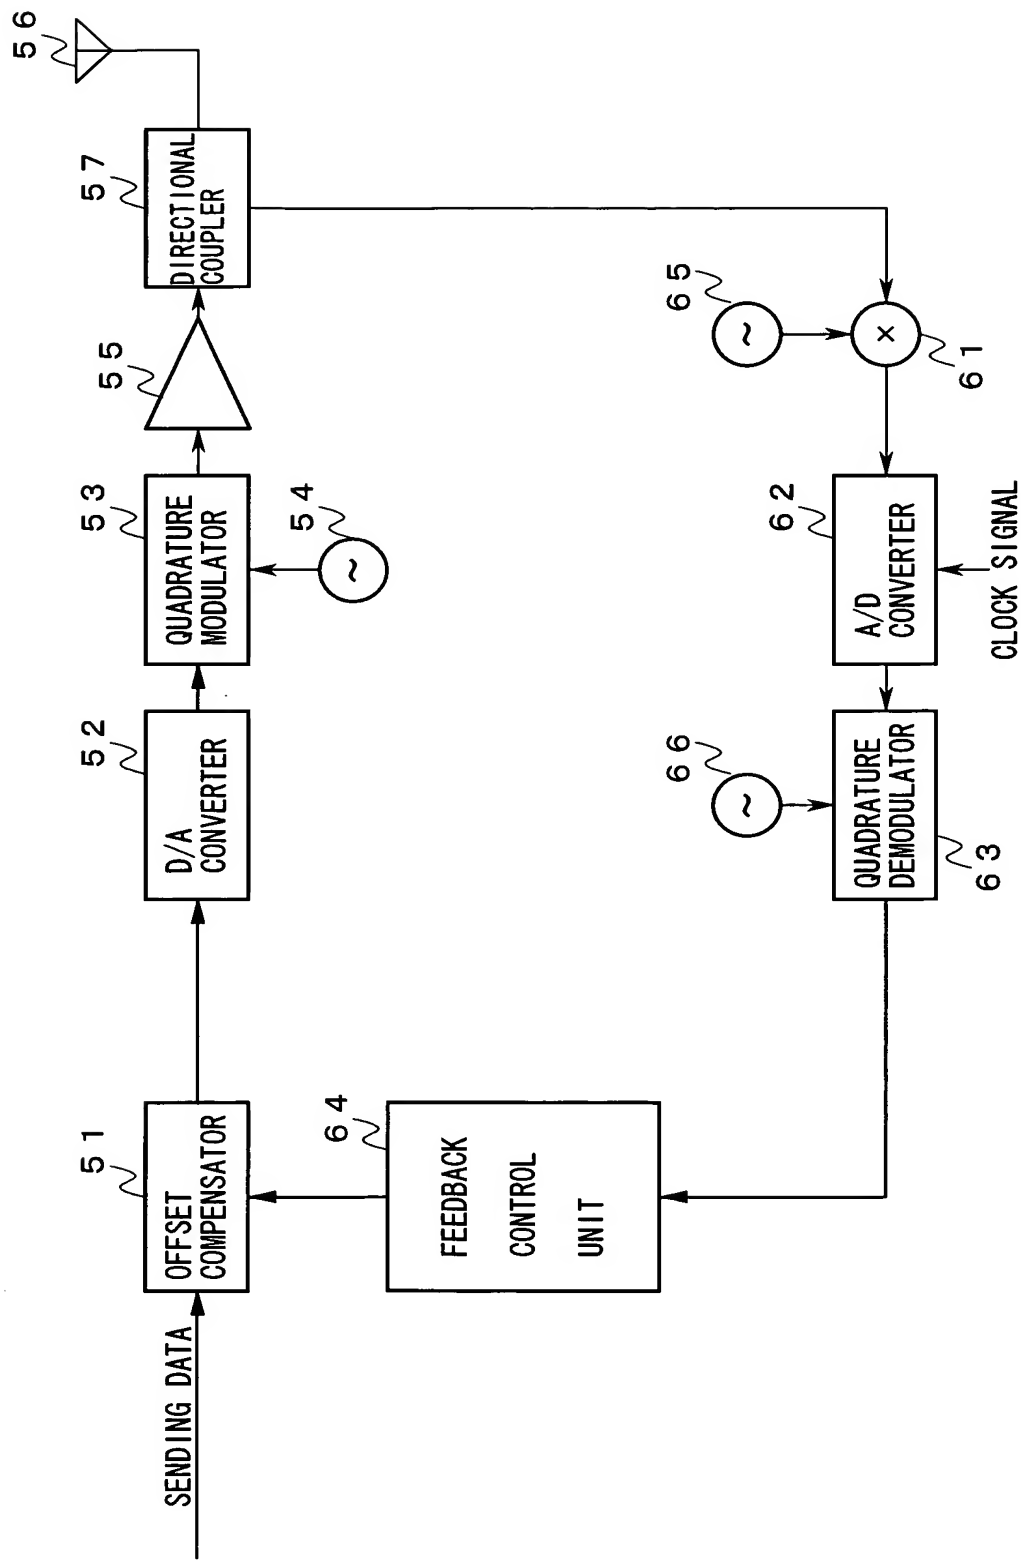 SENDING DATA
51
OFFSET
COMPENSATOR
52
D/A
CONVERTER
53
QUADRATURE
MODULATOR
54
~
55
57
DIRECTIONAL
COUPLER
56
64
FEEDBACK
CONTROL
UNIT
66
~
QUADRATURE
DEMODULATOR
63
62
A/D
CONVERTER
CLOCK SIGNAL
65
~
×
61